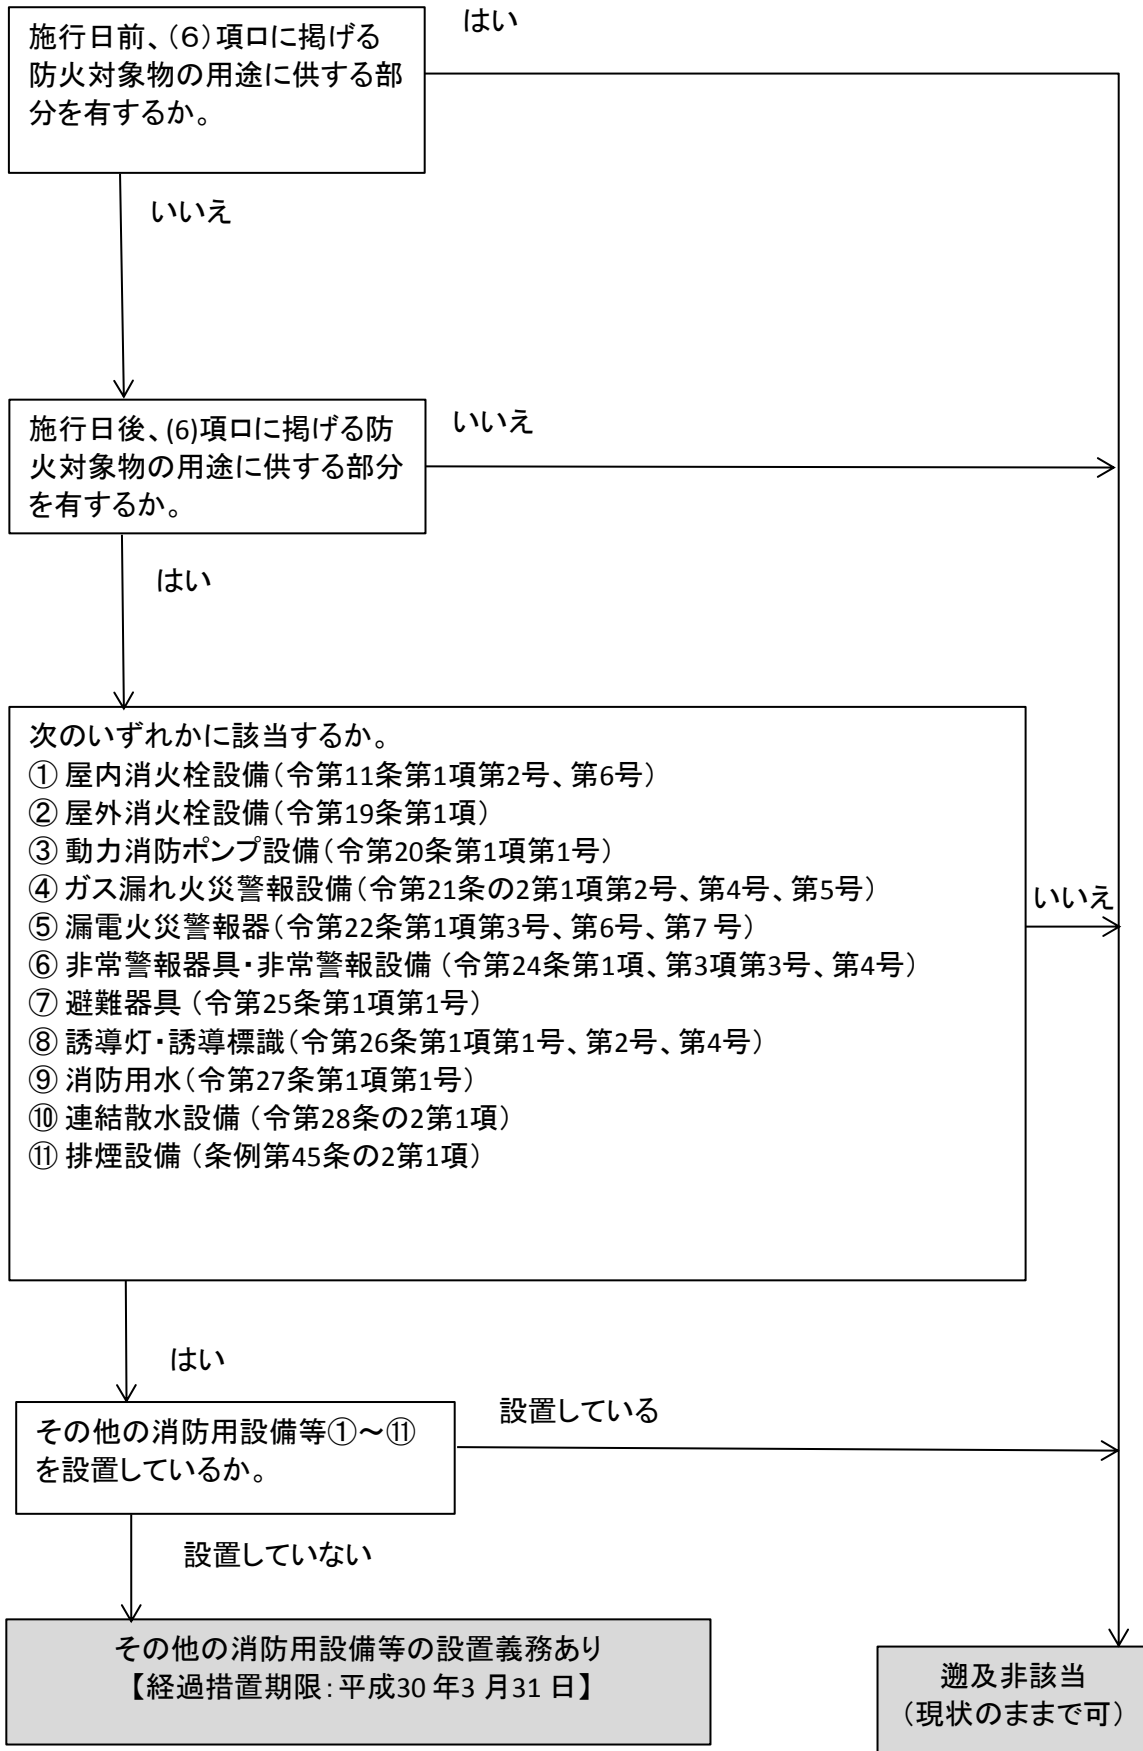 施行日前、（６）項ロに掲げる
防火対象物の用途に供する部
分を有するか。
はい
いいえ
施行日後、(6)項ロに掲げる防
火対象物の用途に供する部分
を有するか。
いいえ
はい
次のいずれかに該当するか。
① 屋内消火栓設備（令第11条第1項第2号、第6号）
② 屋外消火栓設備（令第19条第1項）
③ 動力消防ポンプ設備（令第20条第1項第1号）
④ ガス漏れ火災警報設備（令第21条の2第1項第2号、第4号、第5号）
⑤ 漏電火災警報器（令第22条第1項第3号、第6号、第7 号）
⑥ 非常警報器具・非常警報設備 （令第24条第1項、第3項第3号、第4号）
⑦ 避難器具 （令第25条第1項第1号）
⑧ 誘導灯・誘導標識（令第26条第1項第1号、第2号、第4号）
⑨ 消防用水（令第27条第1項第1号）
⑩ 連結散水設備 （令第28条の2第1項）
⑪ 排煙設備 （条例第45条の2第1項）
いいえ
はい
その他の消防用設備等①～⑪
を設置しているか。
設置している
設置していない
その他の消防用設備等の設置義務あり
【経過措置期限：平成30 年3 月31 日】
遡及非該当
（現状のままで可）